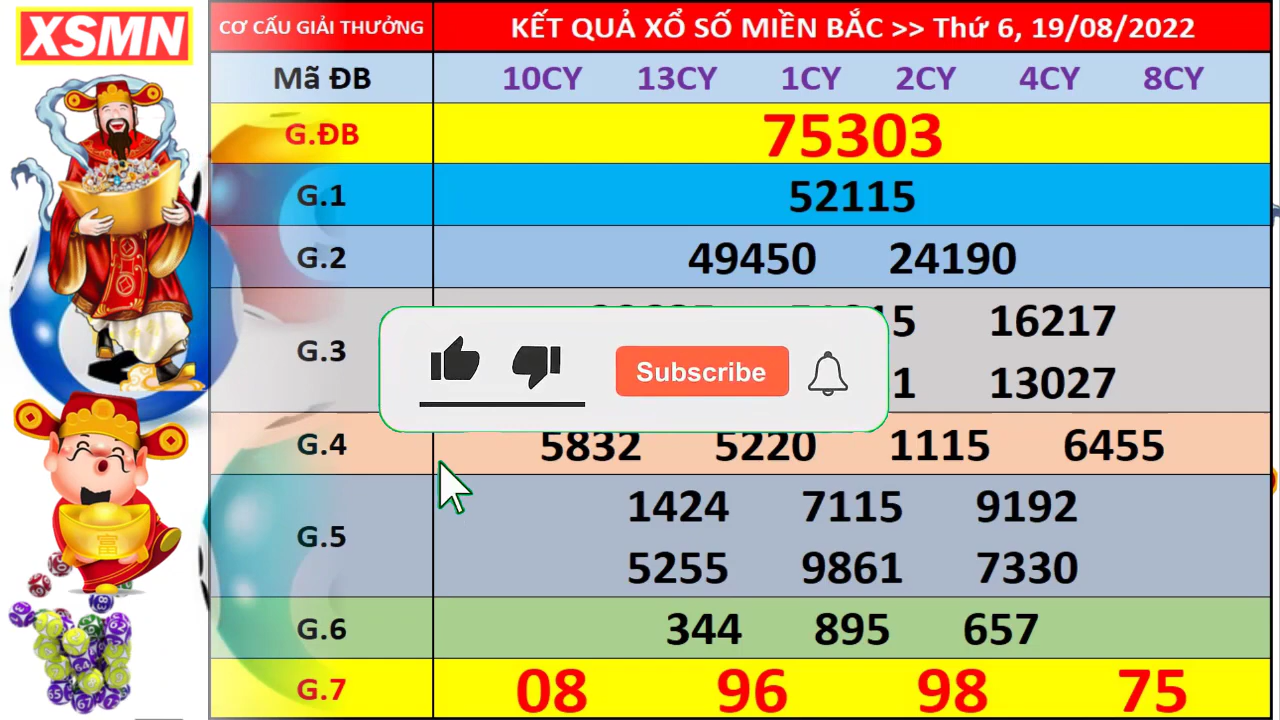 XSMN
CƠ CẤU GIẢI THƯỞNG
KẾT QUẢ XỔ SỐ MIỀN BẮC >> Thứ 6, 19/08/2022
Mã ĐB 10CY 13CY 1CY 2CY 4CY 8CY
G.ĐB 75303
G.1 52115
G.2 49450 24190
16217
G.3
13027
Subscribe
G.4 5832 5220 1115 6455
1424 7115 9192
G.5
5255 9861 7330
G.6 344 895 657
G.7 08 96 98 75
富